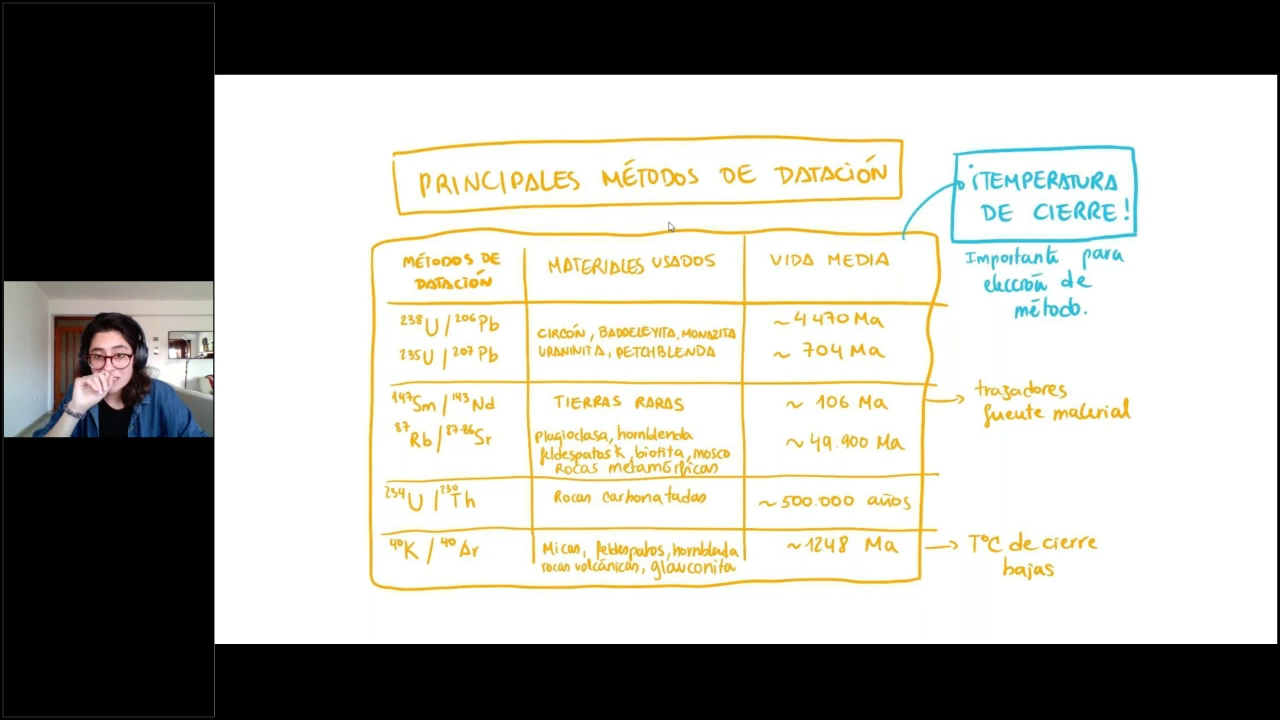 PRINCIPALES MÉTODOS DE DATACIÓN
¡TEMPERATURA
DE CIERRE!
Importante para
elección de
método.
MÉTODOS DE
DATACIÓN
MATERIALES USADOS
VIDA MEDIA
²³⁸U / ²⁰⁶Pb
²³⁵U / ²⁰⁷Pb
CIRCÓN, BADDELEYITA, MONAZITA
URANINITA, PETCHBLENDA
~ 4 470 Ma
~ 704 Ma
¹⁴⁷Sm / ¹⁴³Nd
TIERRAS RARAS
~ 106 Ma
⁸⁷Rb / ⁸⁷⁻⁸⁶Sr
plagioclasa, hornblenda
feldespatos K, biotita, mosco
Rocas metamórficas
~ 49.900 Ma
→ trazadores
fuente material
²³⁴U / ²³⁰Th
Rocas carbonatadas
~ 500.000 años
⁴⁰K / ⁴⁰Ar
Micas, feldespatos, hornblenda
rocas volcánicas, glauconita
~ 1248 Ma
→ T°C de cierre
bajas